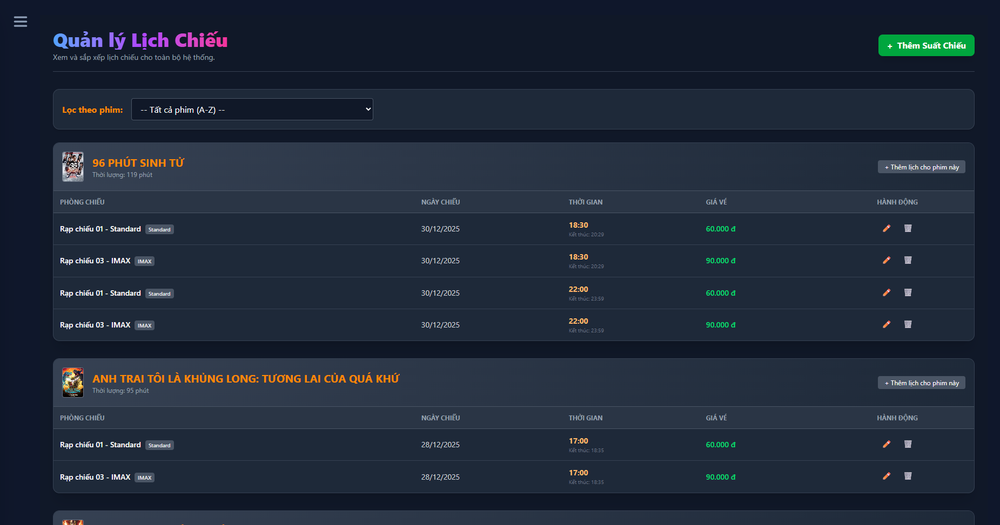 Quản lý Lịch Chiếu
Xem và sắp xếp lịch chiếu cho toàn bộ hệ thống.
+ Thêm Suất Chiếu
Lọc theo phim: -- Tất cả phim (A-Z) --
96 PHÚT SINH TỬ
Thời lượng: 119 phút
+ Thêm lịch cho phim này
PHÒNG CHIẾU NGÀY CHIẾU THỜI GIAN GIÁ VÉ HÀNH ĐỘNG
Rạp chiếu 01 - Standard Standard 30/12/2025 18:30 60.000 đ
Kết thúc: 20:29
Rạp chiếu 03 - IMAX IMAX 30/12/2025 18:30 90.000 đ
Kết thúc: 20:29
Rạp chiếu 01 - Standard Standard 30/12/2025 22:00 60.000 đ
Kết thúc: 23:59
Rạp chiếu 03 - IMAX IMAX 30/12/2025 22:00 90.000 đ
Kết thúc: 23:59
ANH TRAI TÔI LÀ KHỦNG LONG: TƯƠNG LAI CỦA QUÁ KHỨ
Thời lượng: 95 phút
+ Thêm lịch cho phim này
PHÒNG CHIẾU NGÀY CHIẾU THỜI GIAN GIÁ VÉ HÀNH ĐỘNG
Rạp chiếu 01 - Standard Standard 28/12/2025 17:00 60.000 đ
Kết thúc: 18:35
Rạp chiếu 03 - IMAX IMAX 28/12/2025 17:00 90.000 đ
Kết thúc: 18:35